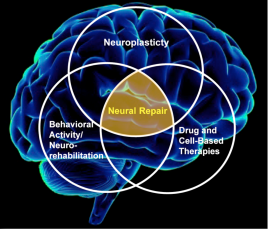 Neuroplasticty
Neural Repair
Behavioral
Activity/
Neuro-
rehabilitation
Drug and
Cell-Based
Therapies